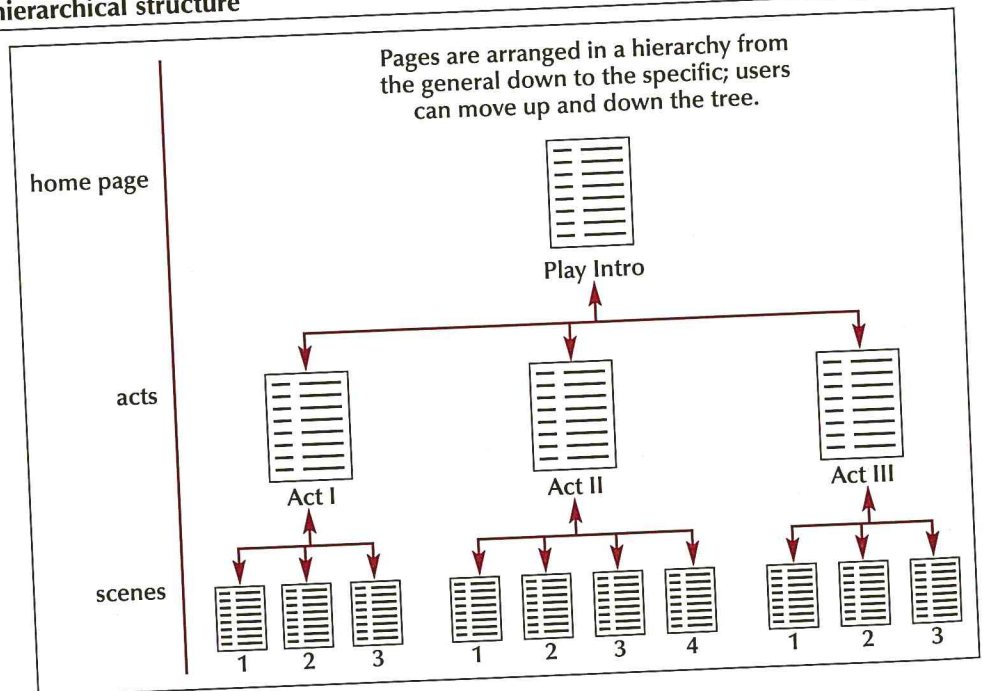 hierarchical structure
Pages are arranged in a hierarchy from
the general down to the specific; users
can move up and down the tree.
home page
Play Intro
acts
Act I
Act II
Act III
scenes
1 2 3
1 2 3 4
1 2 3